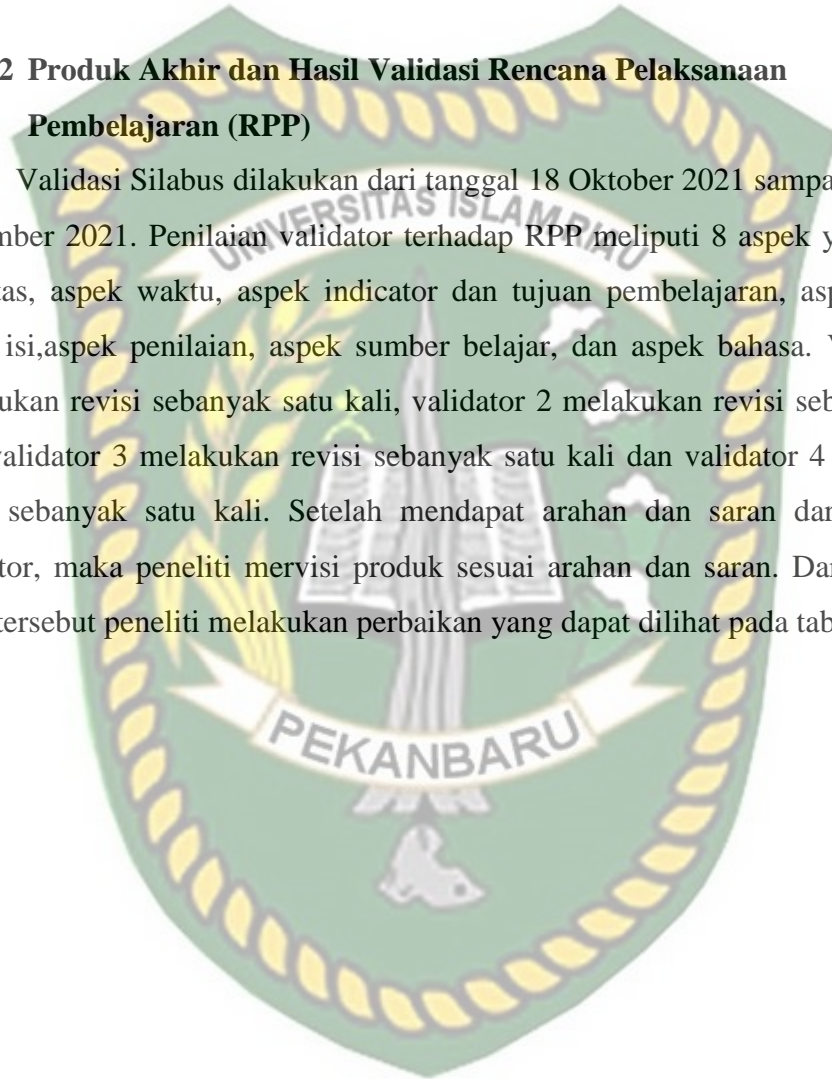 2 Produk Akhir dan Hasil Validasi Rencana Pelaksanaan
Pembelajaran (RPP)
Validasi Silabus dilakukan dari tanggal 18 Oktober 2021 sampa
mber 2021. Penilaian validator terhadap RPP meliputi 8 aspek y
tas, aspek waktu, aspek indicator dan tujuan pembelajaran, asp
isi,aspek penilaian, aspek sumber belajar, dan aspek bahasa. V
ukan revisi sebanyak satu kali, validator 2 melakukan revisi seb
validator 3 melakukan revisi sebanyak satu kali dan validator 4
sebanyak satu kali. Setelah mendapat arahan dan saran dar
tor, maka peneliti mervisi produk sesuai arahan dan saran. Dar
tersebut peneliti melakukan perbaikan yang dapat dilihat pada tab
UNIVERSITAS ISLAM RIAU
PEKANBARU